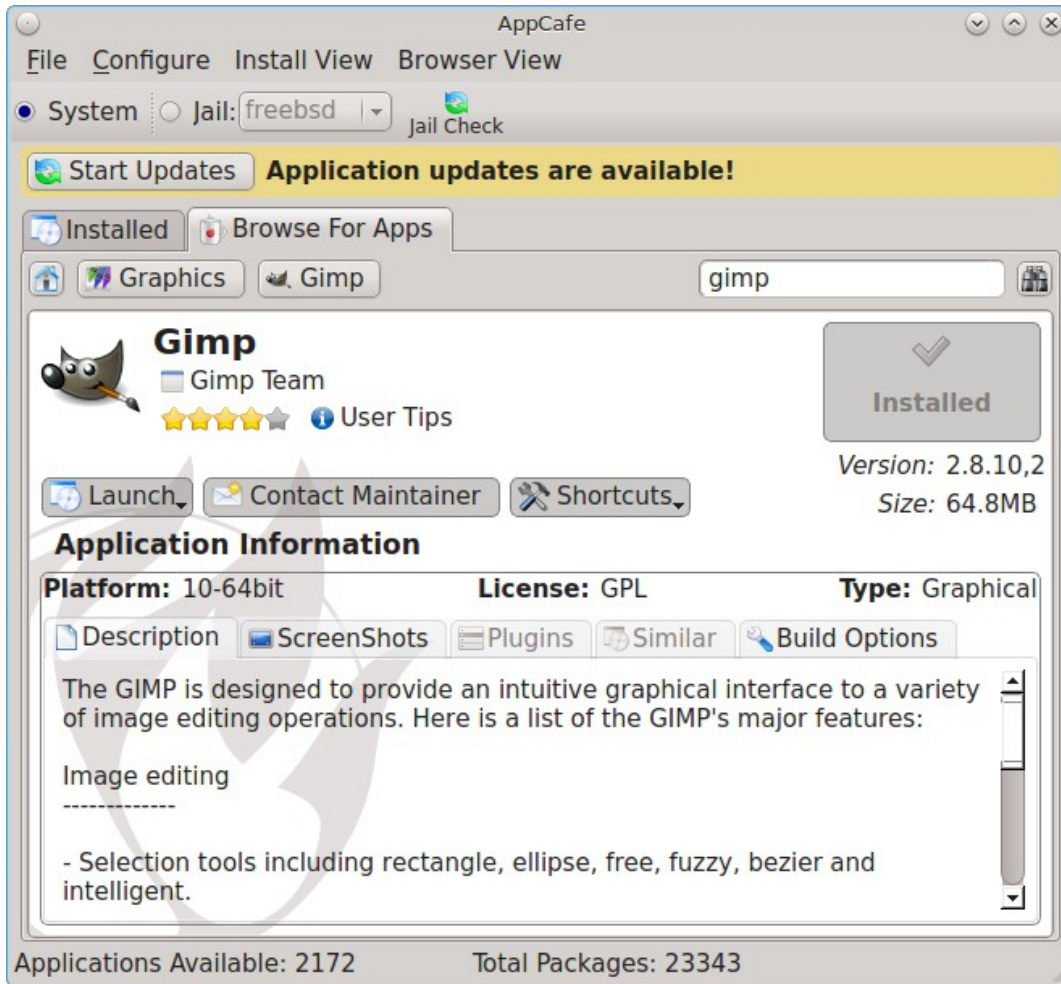 AppCafe
File Configure Install View Browser View
System Jail: freebsd Jail Check
Start Updates Application updates are available!
Installed Browse For Apps
Graphics Gimp gimp
Gimp
Gimp Team
User Tips
Installed
Version: 2.8.10,2
Launch Contact Maintainer Shortcuts
Size: 64.8MB
Application Information
Platform: 10-64bit License: GPL Type: Graphical
Description ScreenShots Plugins Similar Build Options
The GIMP is designed to provide an intuitive graphical interface to a variety
of image editing operations. Here is a list of the GIMP's major features:
Image editing
-------------
- Selection tools including rectangle, ellipse, free, fuzzy, bezier and
intelligent.
Applications Available: 2172 Total Packages: 23343